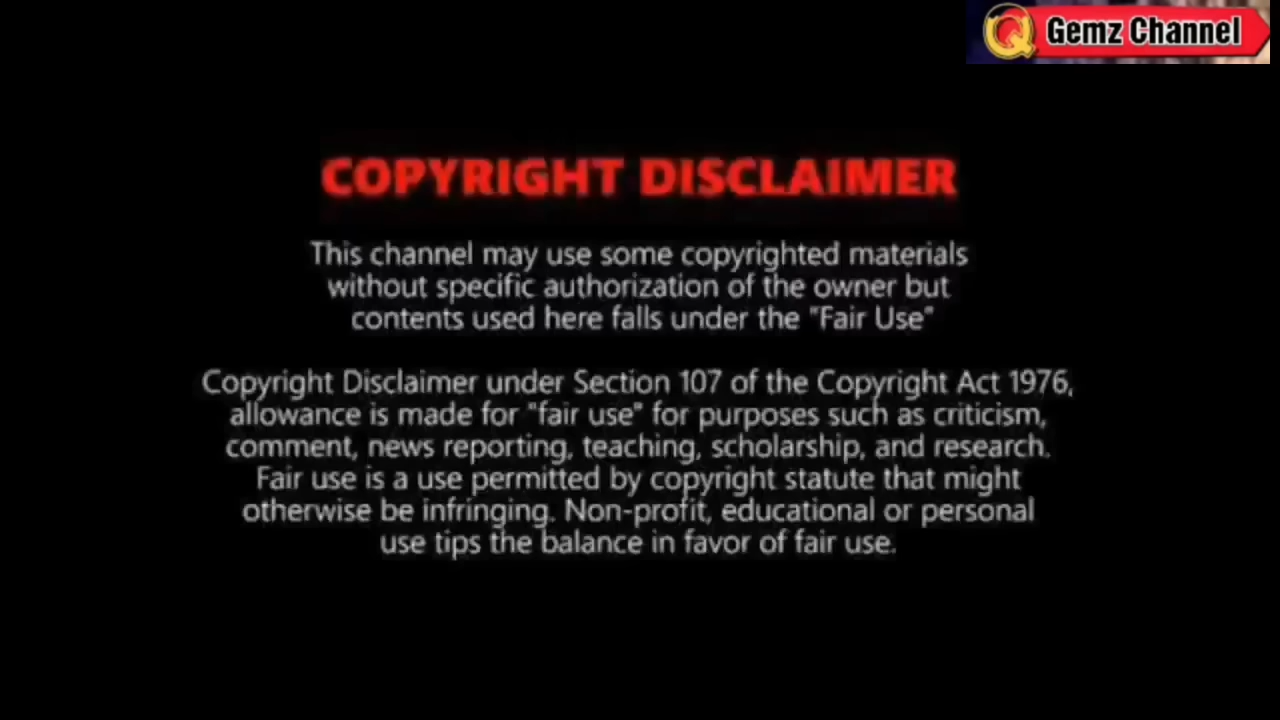 Gemz Channel
COPYRIGHT DISCLAIMER
This channel may use some copyrighted materials
without specific authorization of the owner but
contents used here falls under the "Fair Use"
Copyright Disclaimer under Section 107 of the Copyright Act 1976,
allowance is made for "fair use" for purposes such as criticism,
comment, news reporting, teaching, scholarship, and research.
Fair use is a use permitted by copyright statute that might
otherwise be infringing. Non-profit, educational or personal
use tips the balance in favor of fair use.